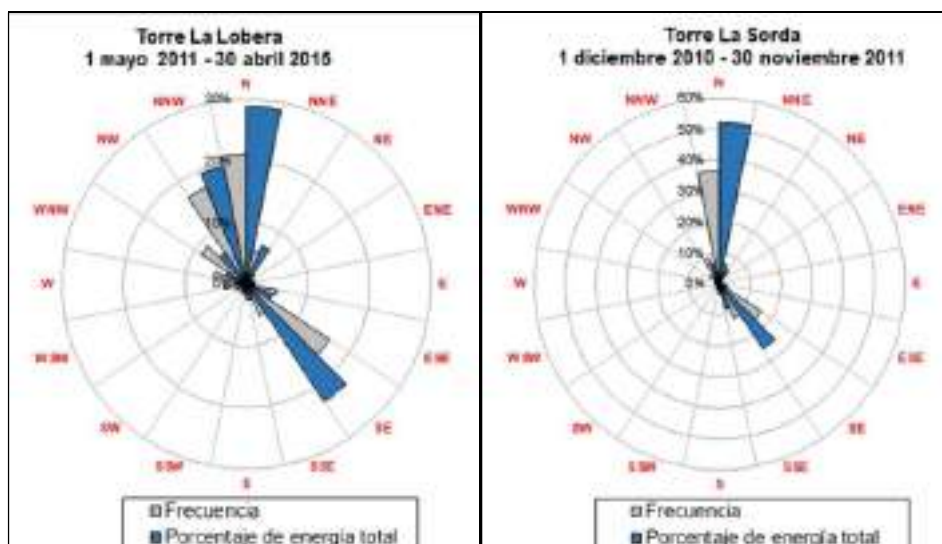 Torre La Lobera
1 mayo 2011 - 30 abril 2015
N
NNE
NE
ENE
E
ESE
SE
SSE
S
SSW
SW
WSW
W
WNW
NW
NNW
30%
20%
10%
0%
Frecuencia
Porcentaje de energía total
Torre La Sorda
1 diciembre 2010 - 30 noviembre 2011
N
NNE
NE
ENE
E
ESE
SE
SSE
S
SSW
SW
WSW
W
WNW
NW
NNW
60%
50%
40%
30%
20%
10%
0%
Frecuencia
Porcentaje de energía total